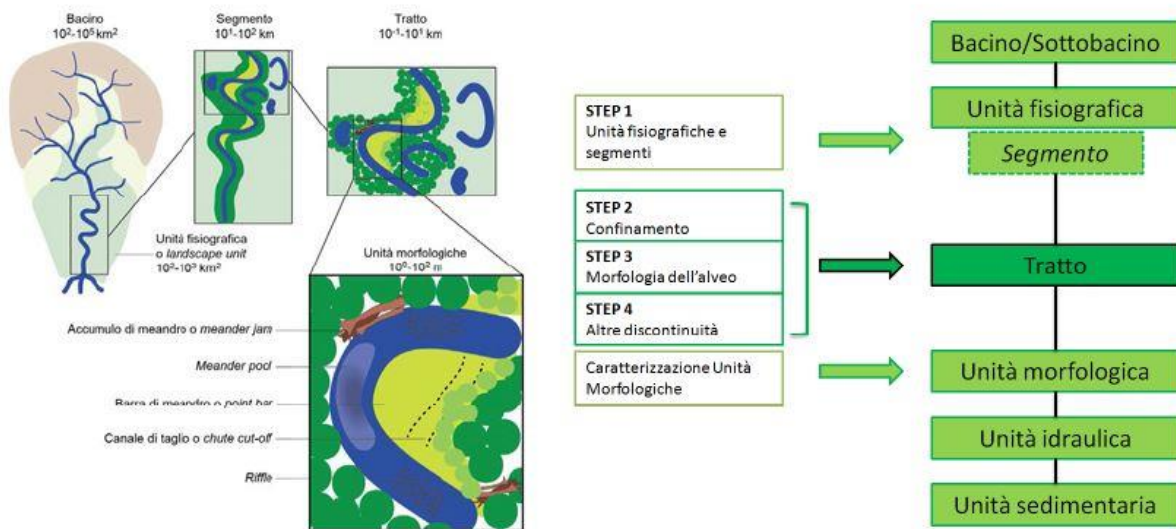 Bacino
10²-10⁵ km²
Segmento
10¹-10² km
Tratto
10⁻¹-10¹ km
Unità fisiografica
o landscape unit
10²-10³ km²
Unità morfologiche
10⁰-10² m
Accumulo di meandro o meander jam
Meander pool
Barra di meandro o point bar
Canale di taglio o chute cut-off
Riffle
STEP 1
Unità fisiografiche e
segmenti
STEP 2
Confinamento
STEP 3
Morfologia dell'alveo
STEP 4
Altre discontinuità
Caratterizzazione Unità
Morfologiche
Bacino/Sottobacino
Unità fisiografica
Segmento
Tratto
Unità morfologica
Unità idraulica
Unità sedimentaria